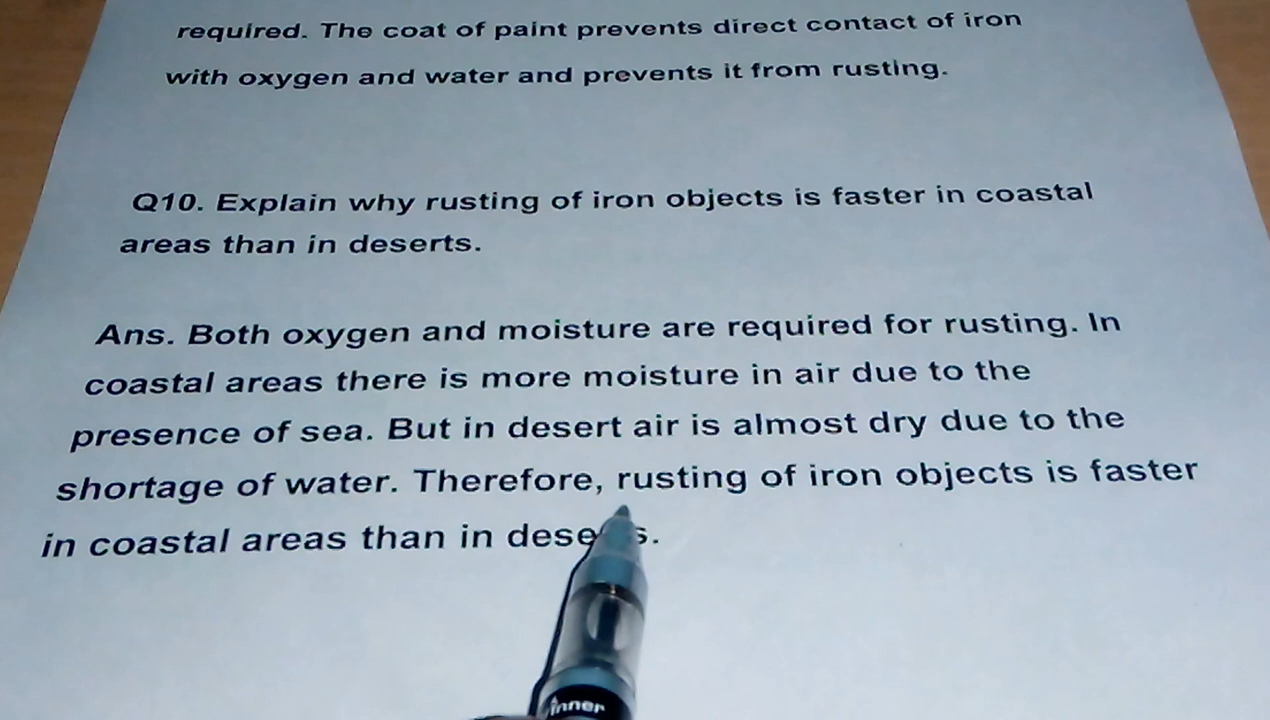 required. The coat of paint prevents direct contact of iron
with oxygen and water and prevents it from rusting.
Q10. Explain why rusting of iron objects is faster in coastal
areas than in deserts.
Ans. Both oxygen and moisture are required for rusting. In
coastal areas there is more moisture in air due to the
presence of sea. But in desert air is almost dry due to the
shortage of water. Therefore, rusting of iron objects is faster
in coastal areas than in
inner